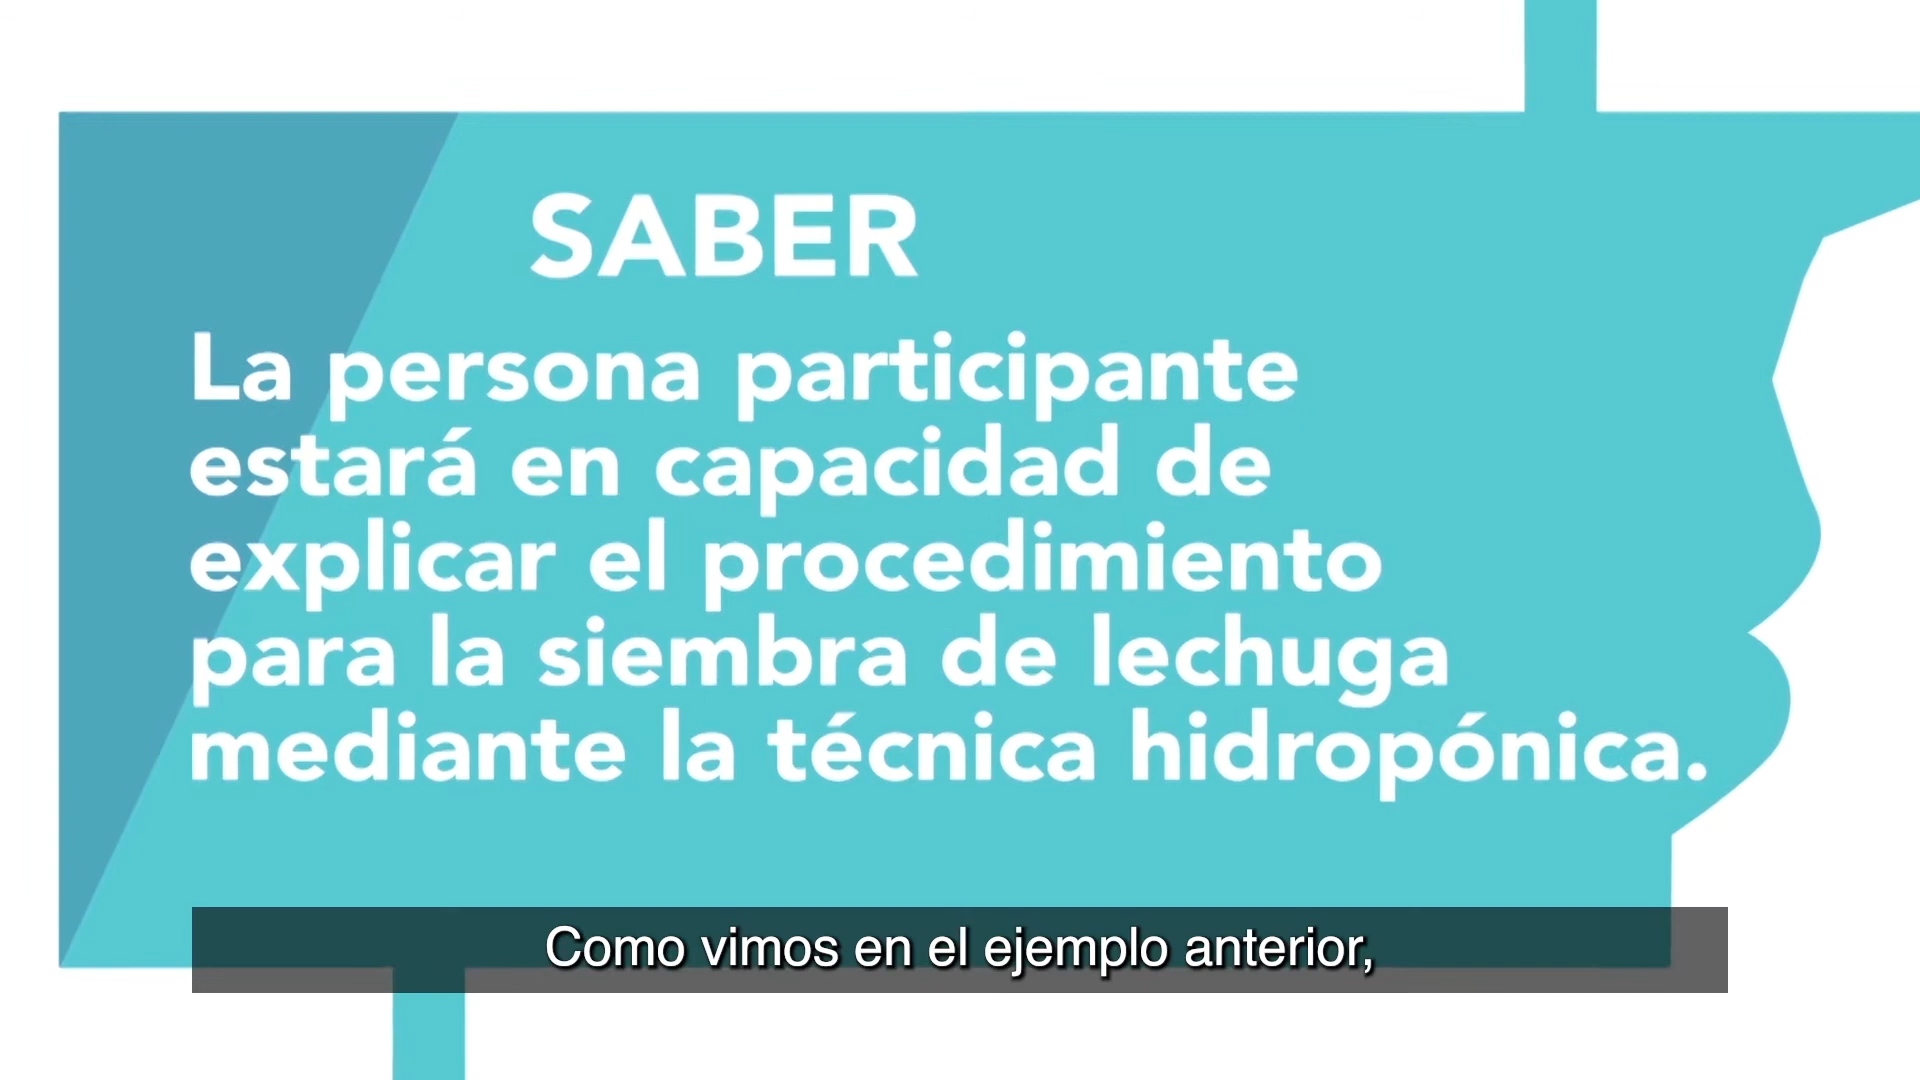 SABER
La persona participante
estará en capacidad de
explicar el procedimiento
para la siembra de lechuga
mediante la técnica hidropónica.
Como vimos en el ejemplo anterior,